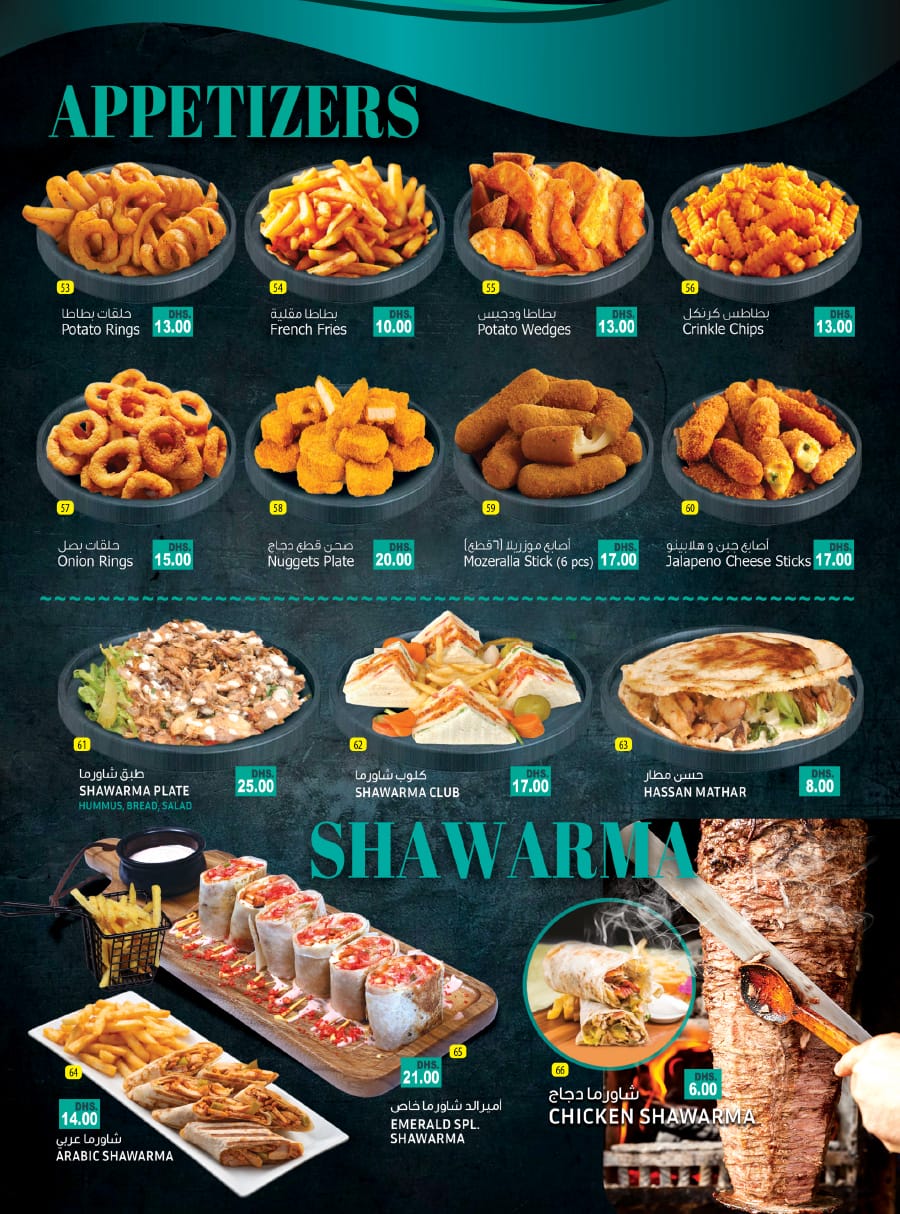 APPETIZERS
53
حلقات بطاطا
Potato Rings
DHS.
13.00
54
بطاطا مقلية
French Fries
DHS.
10.00
55
بطاطا ودجيس
Potato Wedges
DHS.
13.00
56
بطاطس كرنكل
Crinkle Chips
DHS.
13.00
57
حلقات بصل
Onion Rings
DHS.
15.00
58
صحن قطع دجاج
Nuggets Plate
DHS.
20.00
59
أصابع موزريلا (٦قطع)
Mozeralla Stick (6 pcs)
DHS.
17.00
60
أصابع جبن و هلابينو
Jalapeno Cheese Sticks
DHS.
17.00
61
طبق شاورما
SHAWARMA PLATE
HUMMUS, BREAD, SALAD
DHS.
25.00
62
كلوب شاورما
SHAWARMA CLUB
DHS.
17.00
63
حسن مطار
HASSAN MATHAR
DHS.
8.00
SHAWARMA
64
DHS.
14.00
شاورما عربي
ARABIC SHAWARMA
65
DHS.
21.00
أميرالد شاورما خاص
EMERALD SPL.
SHAWARMA
66
DHS.
6.00
شاورما دجاج
CHICKEN SHAWARMA